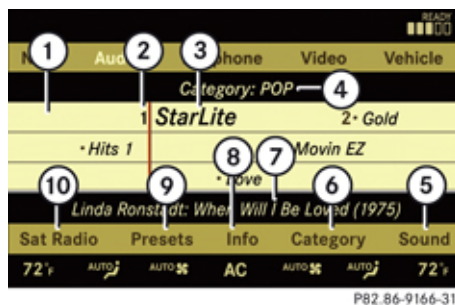 READY
1 2 3
N Aud phone Video Vehicle
Category: POP 4
1 StarLite 2• Gold
8 7
• Hits 1 Movin EZ
10 9 • Love 6 5
Linda Ronstadt: When Will I Be Loved (1975)
Sat Radio Presets Info Category Sound
72°F AUTO AUTO AC AUTO AUTO 72°F
P82.86-9166-31